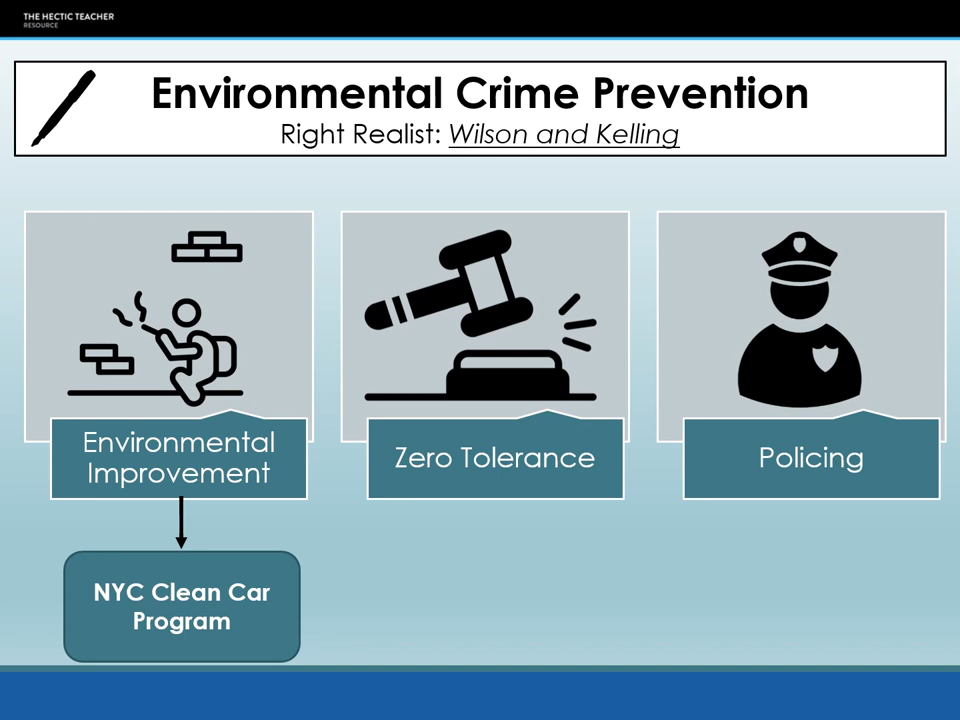 THE HECTIC TEACHER
RESOURCE
Environmental Crime Prevention
Right Realist: Wilson and Kelling
Environmental
Improvement
Zero Tolerance
Policing
NYC Clean Car
Program